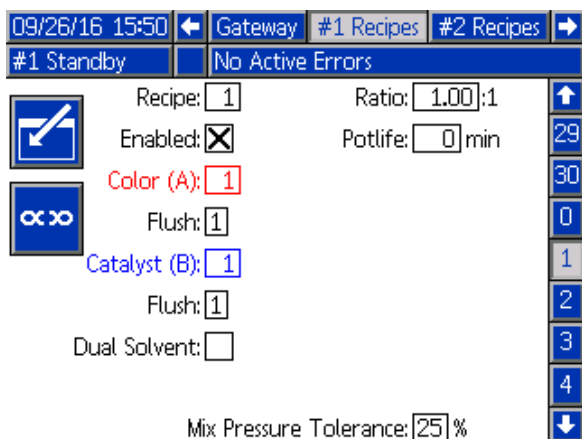 09/26/16 15:50 Gateway #1 Recipes #2 Recipes
#1 Standby No Active Errors
Recipe: 1 Ratio: 1.00 :1
Enabled: Potlife: 0 min
Color (A): 1
Flush: 1
Catalyst (B): 1
Flush: 1
Dual Solvent:
Mix Pressure Tolerance: 25 %
29
30
0
1
2
3
4